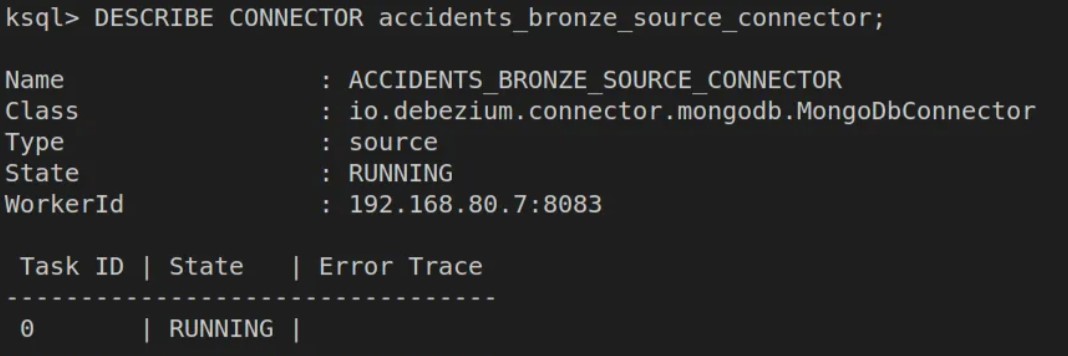 ksql> DESCRIBE CONNECTOR accidents_bronze_source_connector;
Name : ACCIDENTS_BRONZE_SOURCE_CONNECTOR
Class : io.debezium.connector.mongodb.MongoDbConnector
Type : source
State : RUNNING
WorkerId : 192.168.80.7:8083
Task ID | State | Error Trace
---------------------------------
0 | RUNNING |